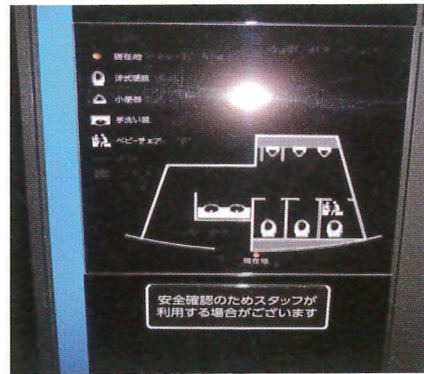 現在地
洋式便器
小便器
手洗い器
ベビーチェア
現在地
安全確認のためスタッフが
利用する場合がございます